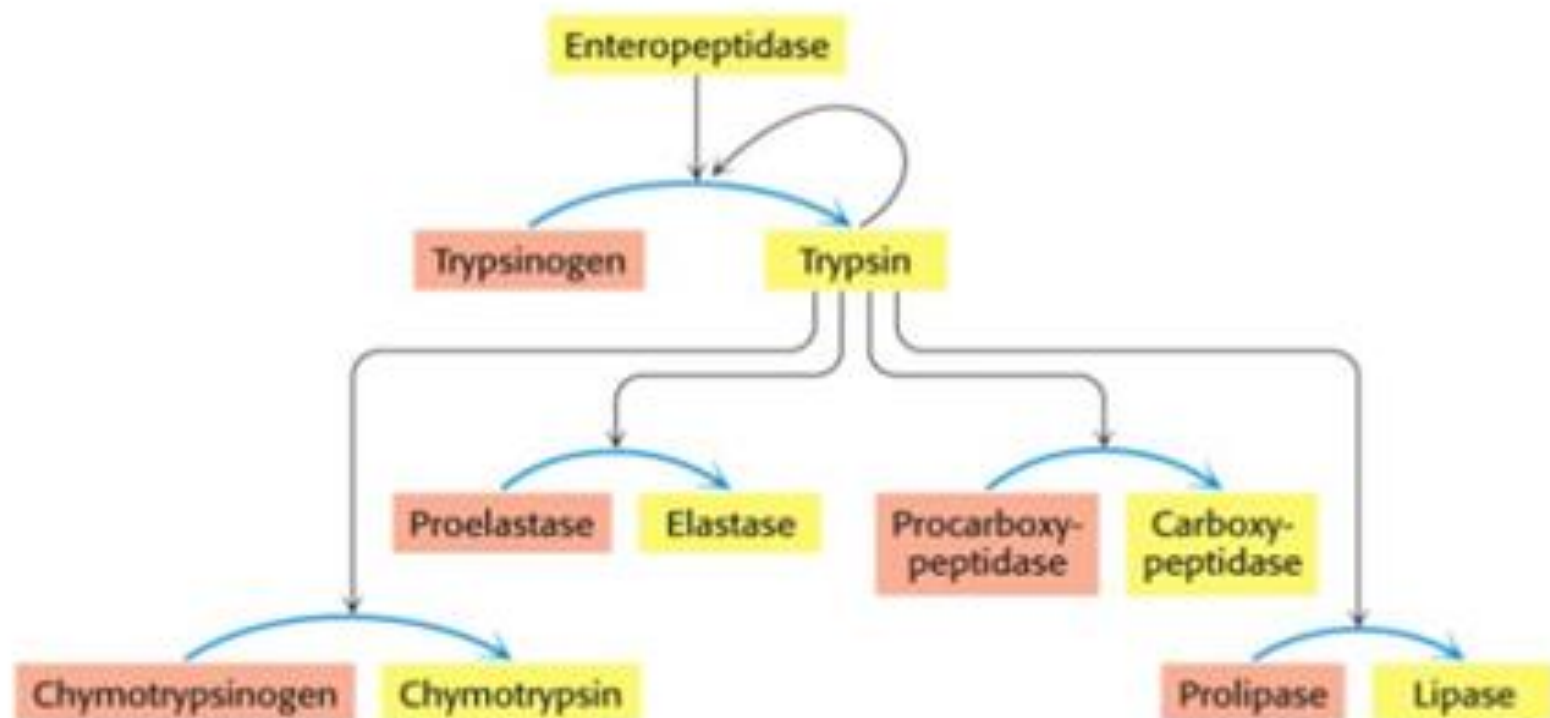 Enteropeptidase
Trypsinogen
Trypsin
Proelastase
Elastase
Procarboxy-
peptidase
Carboxy-
peptidase
Chymotrypsinogen
Chymotrypsin
Prolipase
Lipase